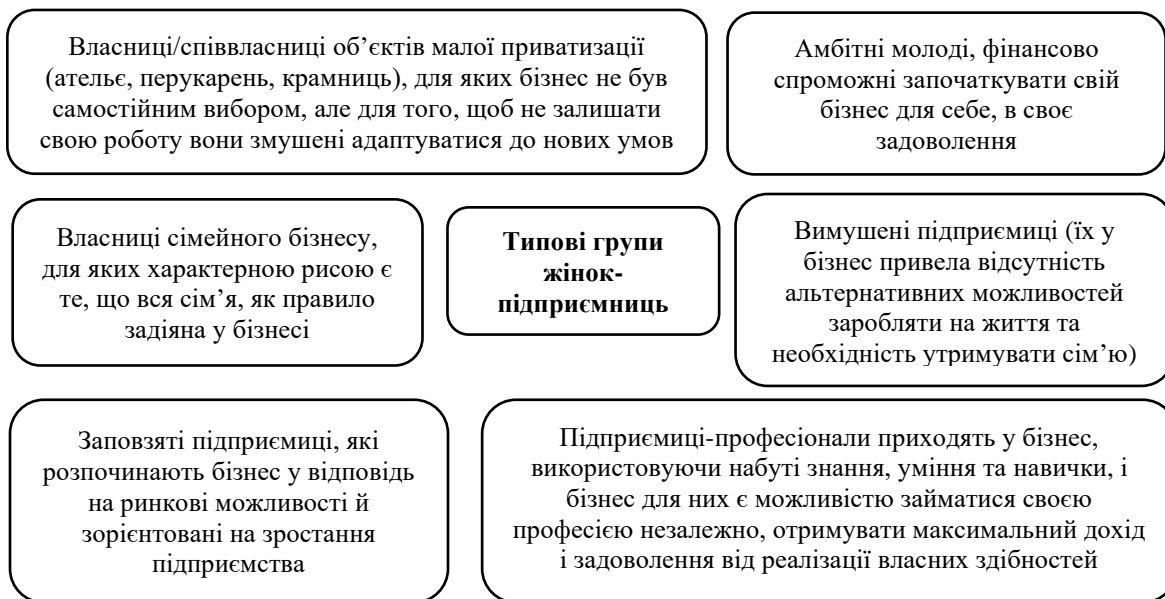 Власниці/співвласниці об’єктів малої приватизації
(ательє, перукарень, крамниць), для яких бізнес не був
самостійним вибором, але для того, щоб не залишати
свою роботу вони змушені адаптуватися до нових умов
Амбітні молоді, фінансово
спроможні започаткувати свій
бізнес для себе, в своє
задоволення
Власниці сімейного бізнесу,
для яких характерною рисою є
те, що вся сім’я, як правило
задіяна у бізнесі
Типові групи
жінок-
підприємниць
Вимушені підприємиці (їх у
бізнес привела відсутність
альтернативних можливостей
заробляти на життя та
необхідність утримувати сім’ю)
Заповзяті підприємиці, які
розпочинають бізнес у відповідь
на ринкові можливості й
зорієнтовані на зростання
підприємства
Підприємиці-професіонали приходять у бізнес,
використовуючи набуті знання, уміння та навички, і
бізнес для них є можливістю займатися своєю
професією незалежно, отримувати максимальний дохід
і задоволення від реалізації власних здібностей